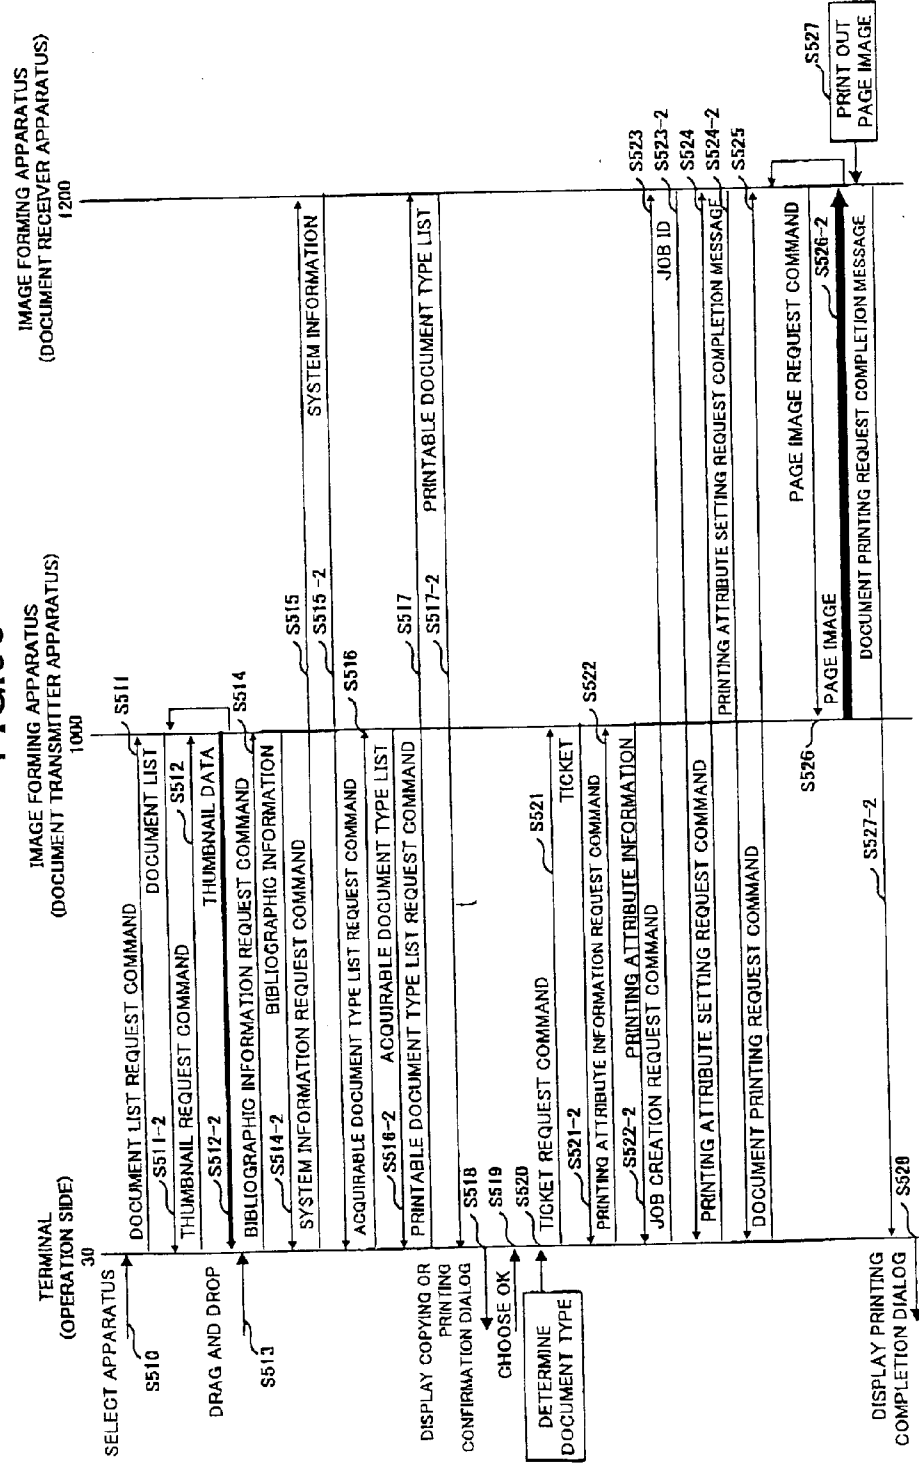 TERMINAL
(OPERATION SIDE)
30
IMAGE FORMING APPARATUS
(DOCUMENT TRANSMITTER APPARATUS)
1000
IMAGE FORMING APPARATUS
(DOCUMENT RECEIVER APPARATUS)
1200
SELECT APPARATUS
S510
DOCUMENT LIST REQUEST COMMAND
S511
S511-2
DOCUMENT LIST
THUMBNAIL REQUEST COMMAND
S512
S512-2
THUMBNAIL DATA
DRAG AND DROP
S513
BIBLIOGRAPHIC INFORMATION REQUEST COMMAND
S514
S514-2
BIBLIOGRAPHIC INFORMATION
SYSTEM INFORMATION REQUEST COMMAND
S515
S515-2
SYSTEM INFORMATION
ACQUIRABLE DOCUMENT TYPE LIST REQUEST COMMAND
S516
S516-2
ACQUIRABLE DOCUMENT TYPE LIST
PRINTABLE DOCUMENT TYPE LIST REQUEST COMMAND
S517
S517-2
PRINTABLE DOCUMENT TYPE LIST
DISPLAY COPYING OR
PRINTING
CONFIRMATION DIALOG
S518
CHOOSE OK
S519
S520
DETERMINE
DOCUMENT TYPE
TICKET REQUEST COMMAND
S521
S521-2
TICKET
PRINTING ATTRIBUTE INFORMATION REQUEST COMMAND
S522
S522-2
PRINTING ATTRIBUTE INFORMATION
JOB CREATION REQUEST COMMAND
S523
JOB ID
S523-2
PRINTING ATTRIBUTE SETTING REQUEST COMMAND
S524
PRINTING ATTRIBUTE SETTING REQUEST COMPLETION MESSAGE
S524-2
DOCUMENT PRINTING REQUEST COMMAND
S525
PAGE IMAGE REQUEST COMMAND
S526
PAGE IMAGE
S526-2
S527
PRINT OUT
PAGE IMAGE
S527-2
DOCUMENT PRINTING REQUEST COMPLETION MESSAGE
DISPLAY PRINTING
COMPLETION DIALOG
S528